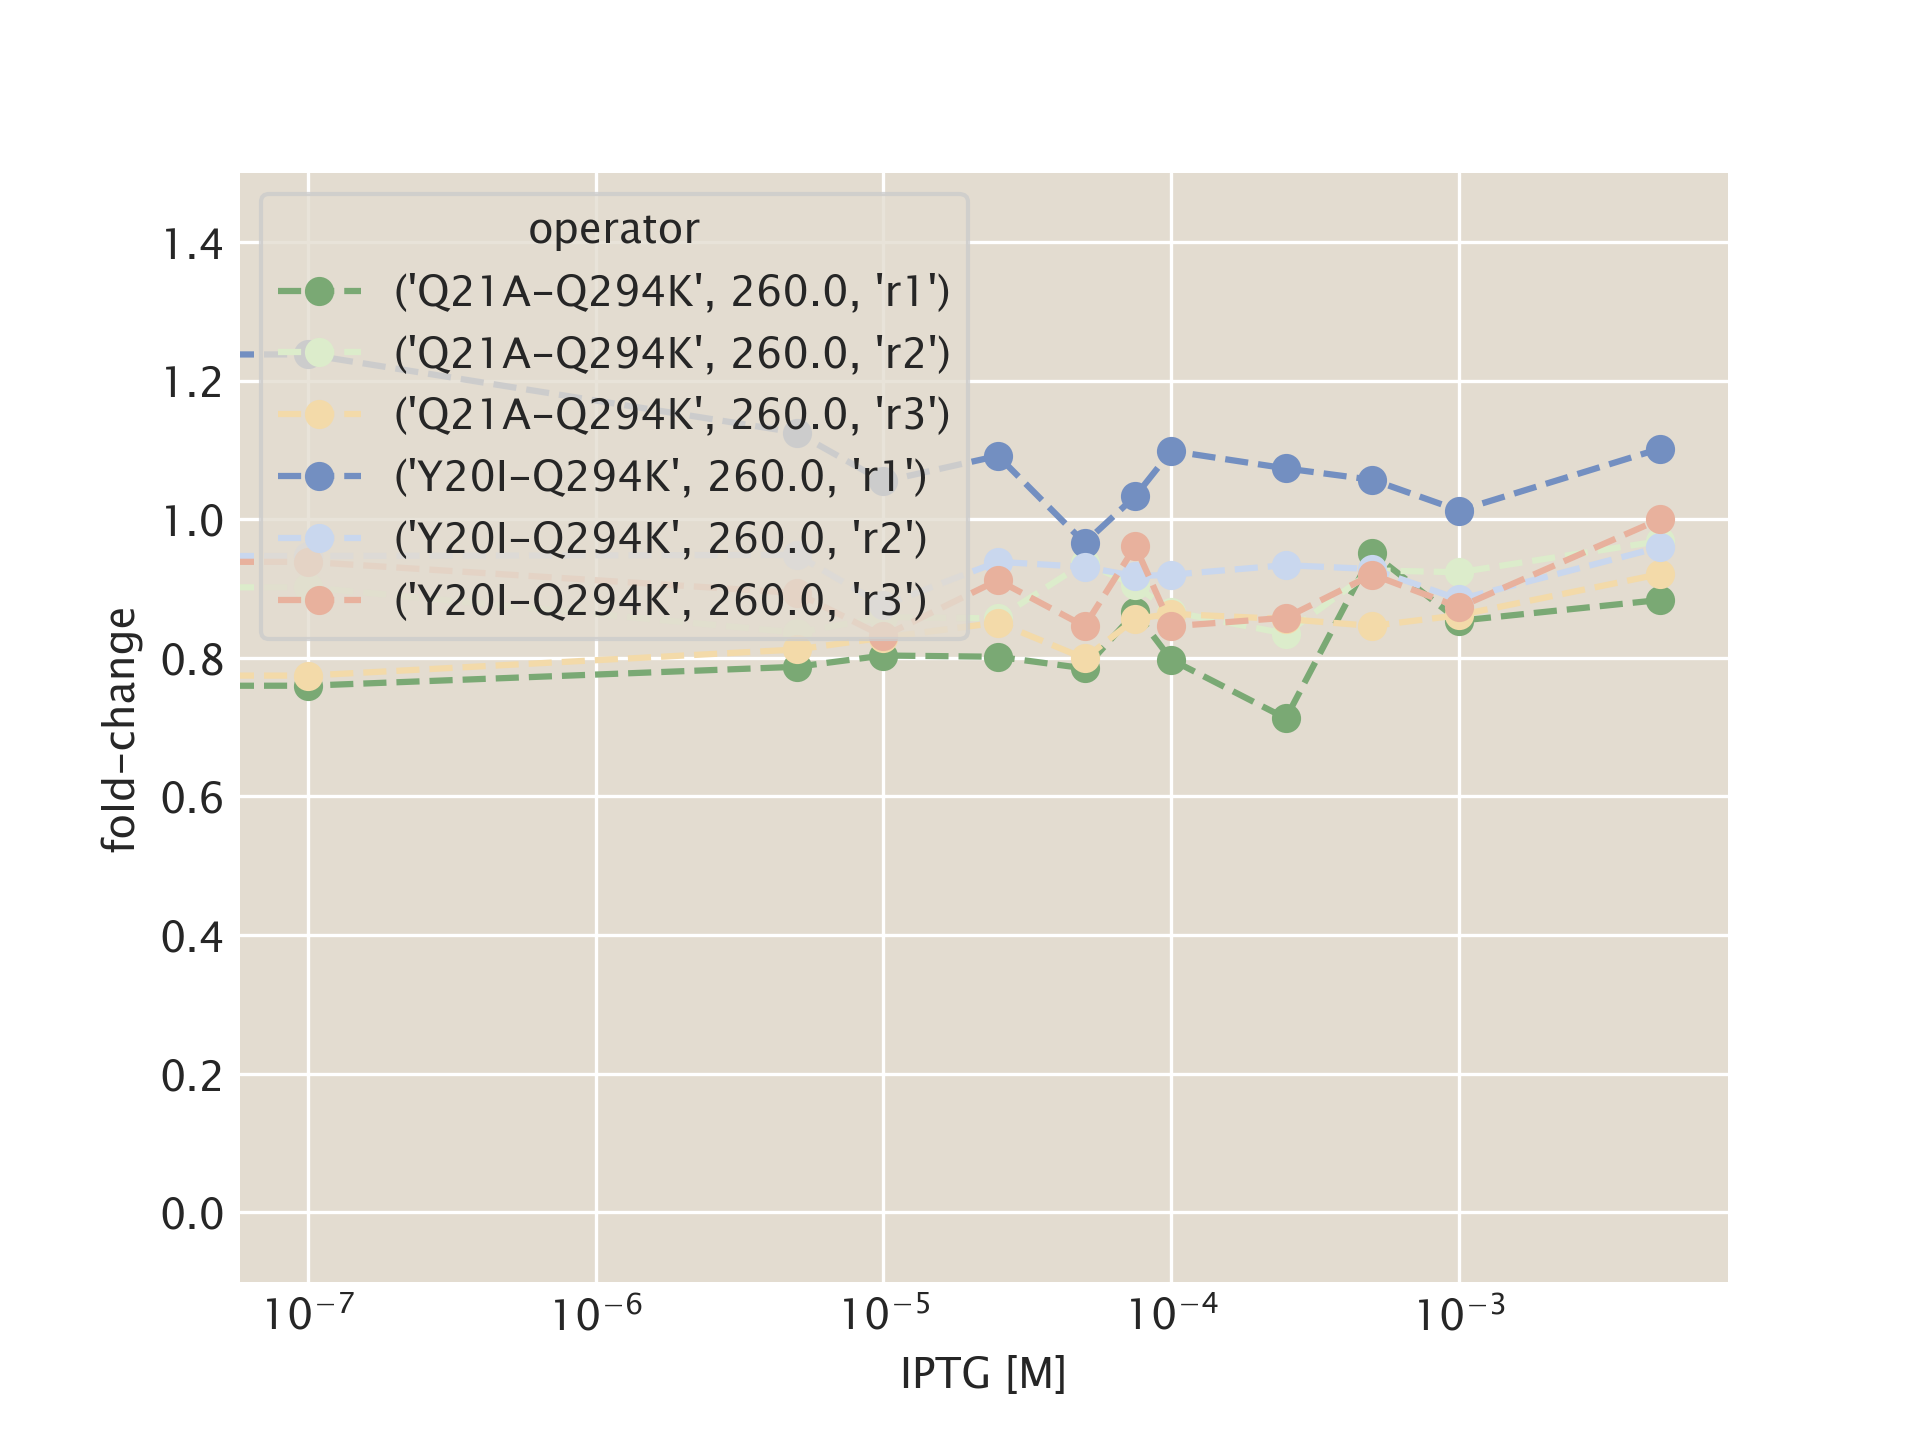 operator
('Q21A-Q294K', 260.0, 'r1')
('Q21A-Q294K', 260.0, 'r2')
('Q21A-Q294K', 260.0, 'r3')
('Y20I-Q294K', 260.0, 'r1')
('Y20I-Q294K', 260.0, 'r2')
('Y20I-Q294K', 260.0, 'r3')
1.4
1.2
1.0
0.8
0.6
0.4
0.2
0.0
fold-change
10⁻⁷ 10⁻⁶ 10⁻⁵ 10⁻⁴ 10⁻³
IPTG [M]